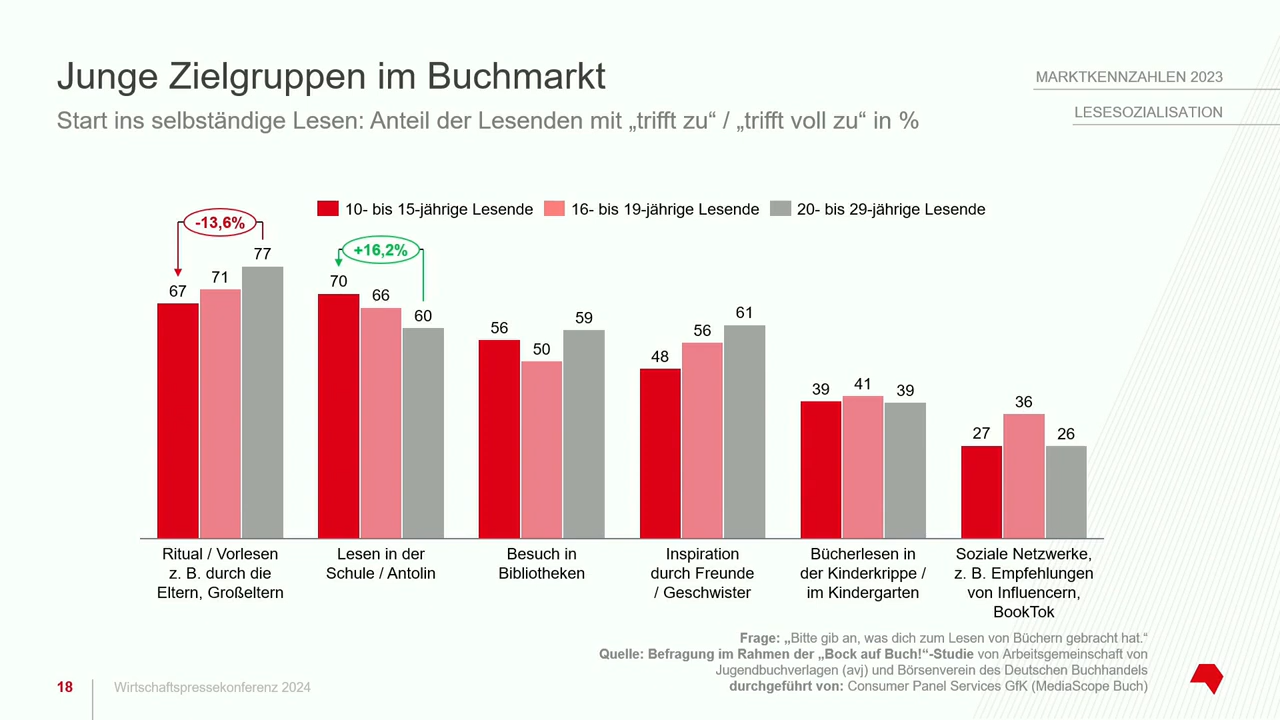 Junge Zielgruppen im Buchmarkt
MARKTKENNZAHLEN 2023
Start ins selbständige Lesen: Anteil der Lesenden mit „trifft zu“ / „trifft voll zu“ in %
LESESOZIALISATION
10- bis 15-jährige Lesende 16- bis 19-jährige Lesende 20- bis 29-jährige Lesende
-13,6%
+16,2%
67 71 77
70 66 60
56 50 59
48 56 61
39 41 39
27 36 26
Ritual / Vorlesen
z. B. durch die
Eltern, Großeltern
Lesen in der
Schule / Antolin
Besuch in
Bibliotheken
Inspiration
durch Freunde
/ Geschwister
Bücherlesen in
der Kinderkrippe /
im Kindergarten
Soziale Netzwerke,
z. B. Empfehlungen
von Influencern,
BookTok
Frage: „Bitte gib an, was dich zum Lesen von Büchern gebracht hat.“
Quelle: Befragung im Rahmen der „Bock auf Buch!“-Studie von Arbeitsgemeinschaft von
Jugendbuchverlagen (avj) und Börsenverein des Deutschen Buchhandels
durchgeführt von: Consumer Panel Services GfK (MediaScope Buch)
18 Wirtschaftspressekonferenz 2024